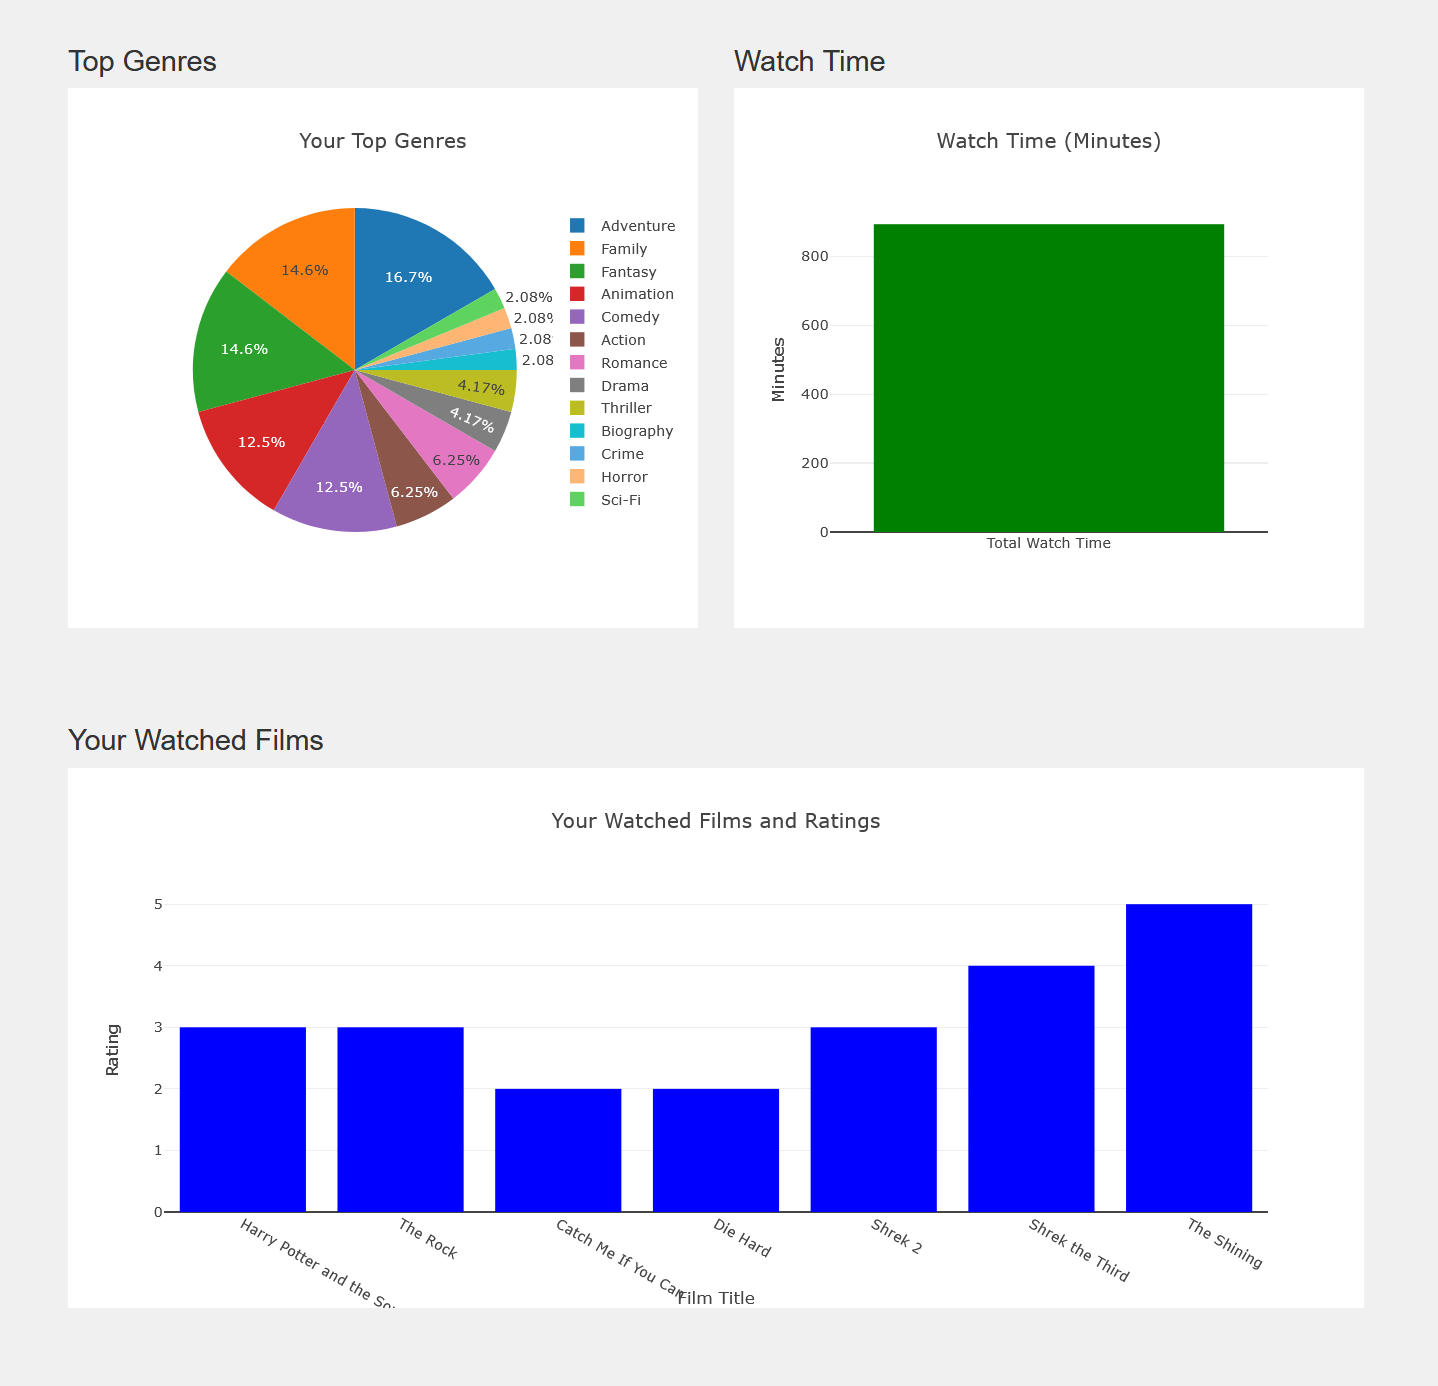 Top Genres
Your Top Genres
16.7%
14.6%
14.6%
12.5%
12.5%
6.25%
6.25%
4.17%
4.17%
2.08%
2.08%
2.08
2.08
Adventure
Family
Fantasy
Animation
Comedy
Action
Romance
Drama
Thriller
Biography
Crime
Horror
Sci-Fi
Watch Time
Watch Time (Minutes)
Minutes
800
600
400
200
0
Total Watch Time
Your Watched Films
Your Watched Films and Ratings
Rating
5
4
3
2
1
0
Harry Potter and the
The Rock
Catch Me If You Can
Die Hard
Shrek 2
Shrek the Third
The Shining
Film Title